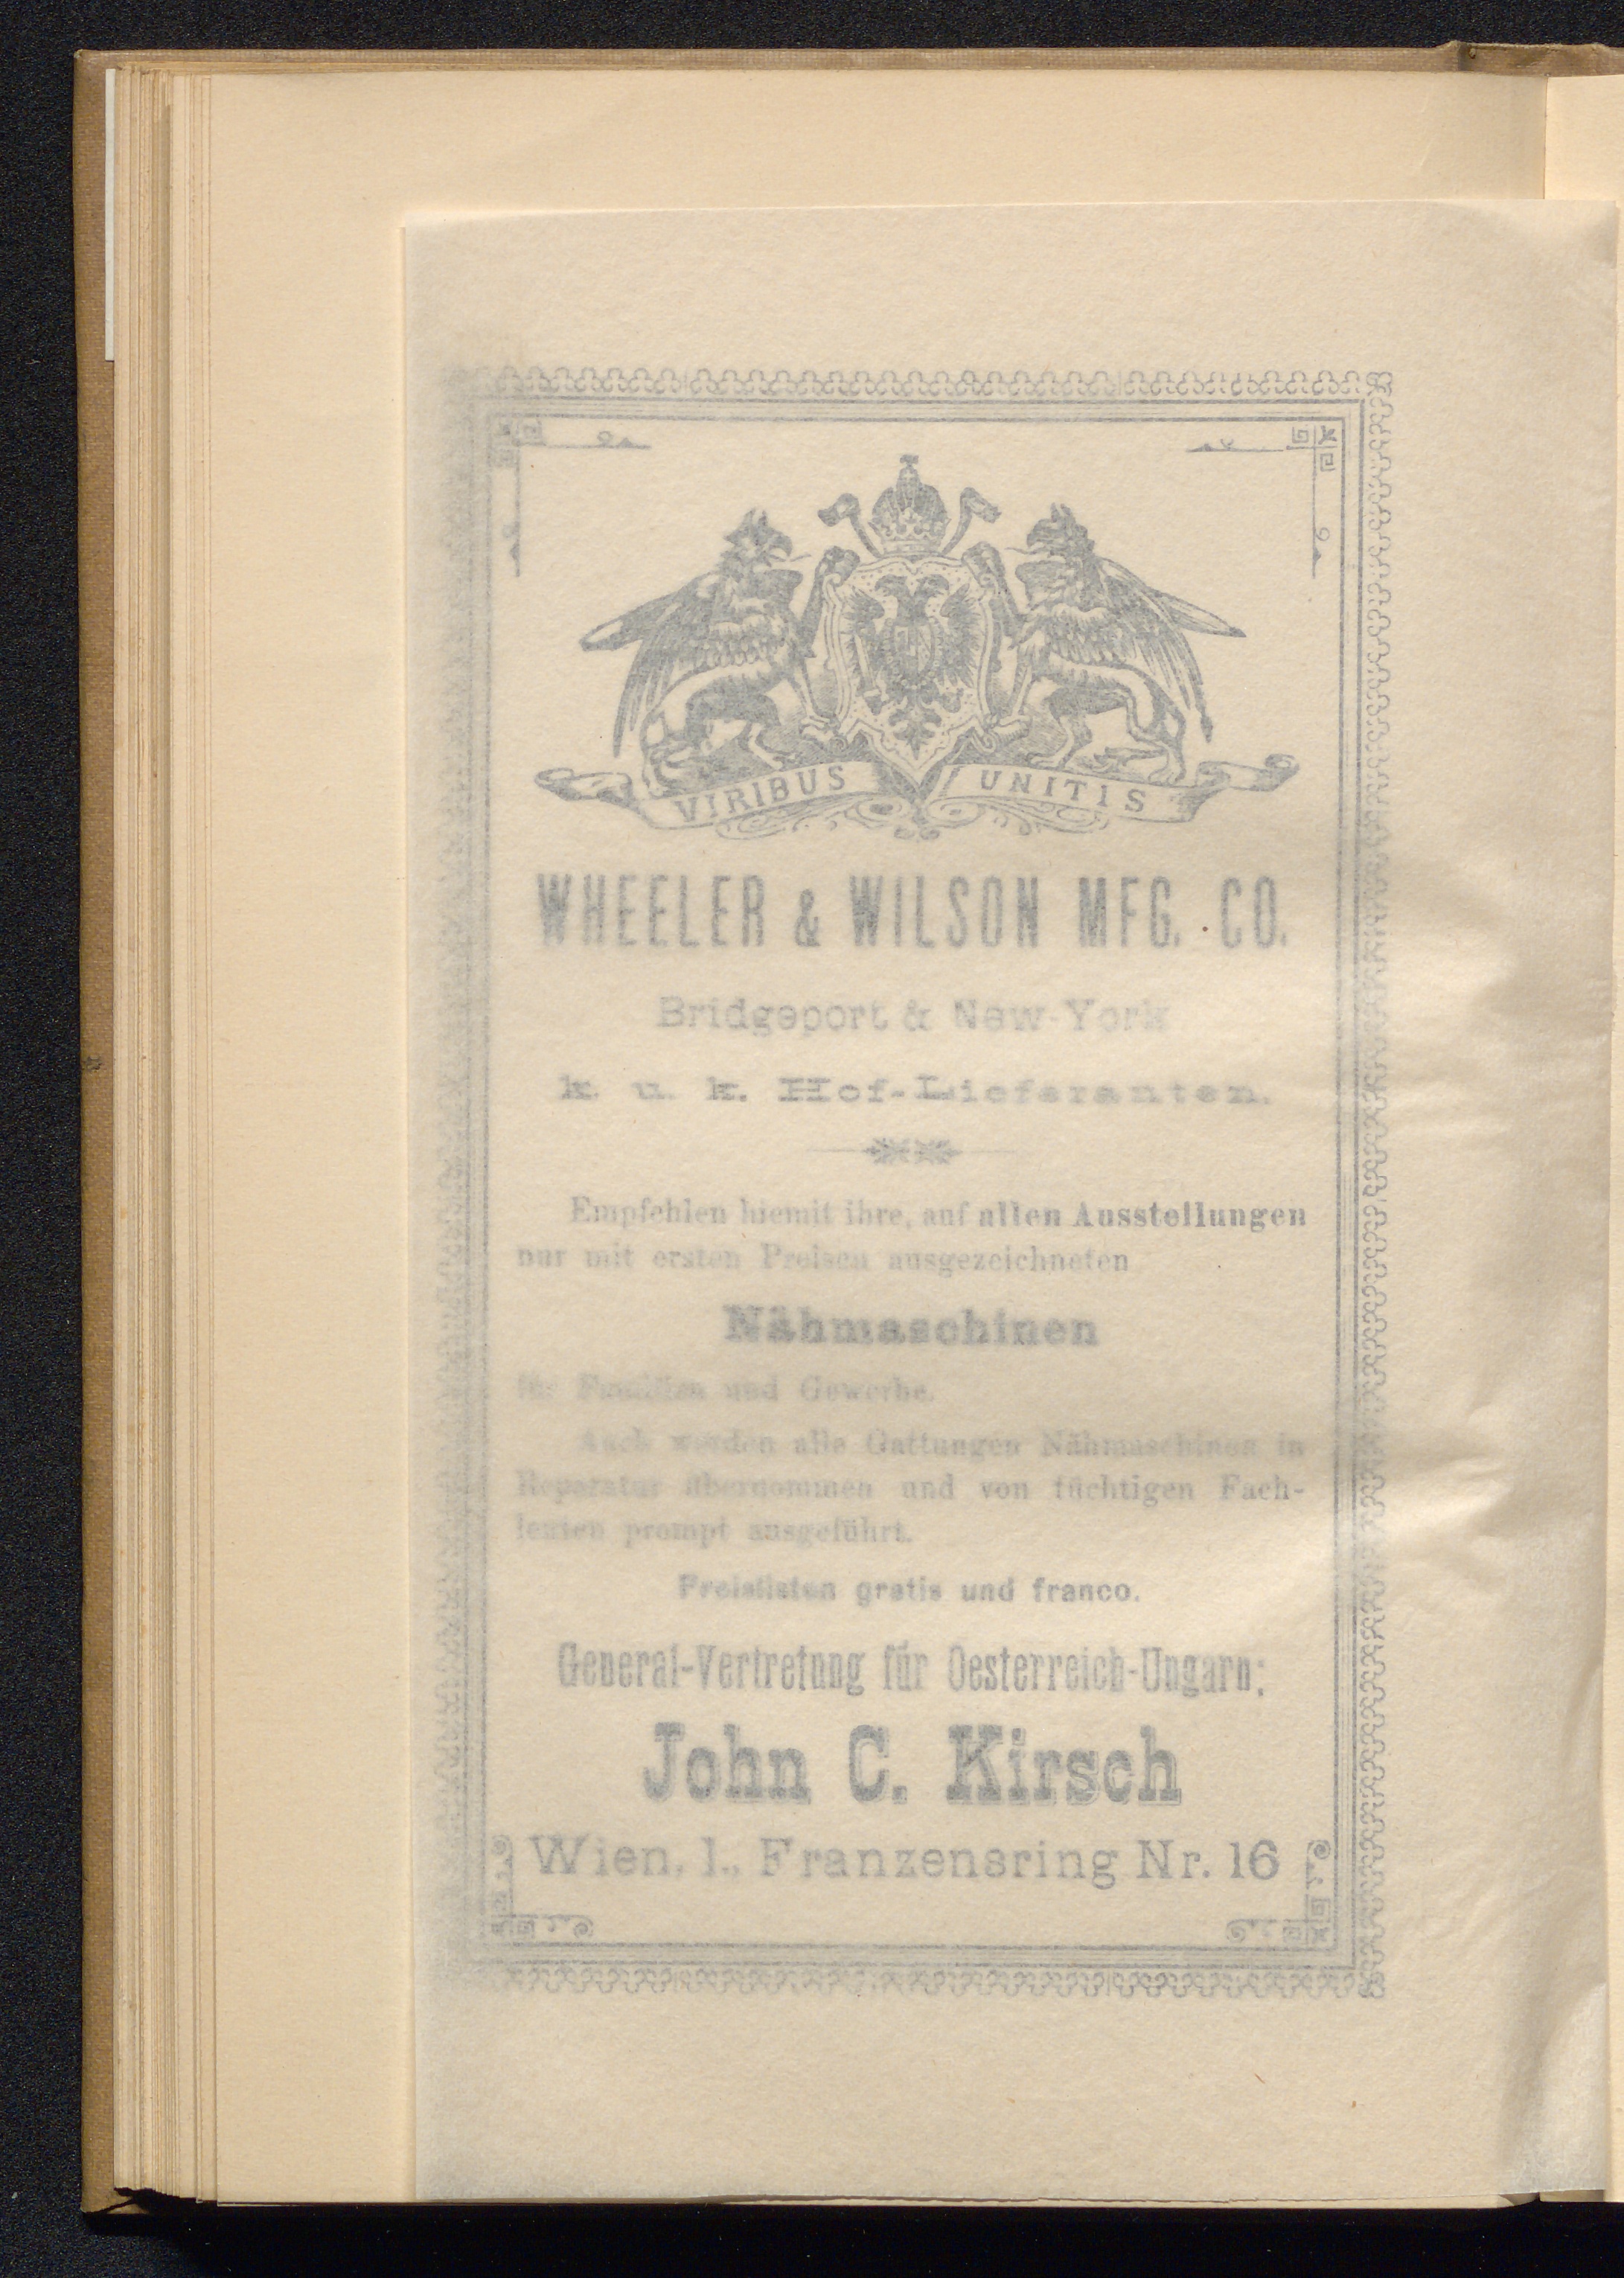 VIRIBUS UNITIS
WHEELER & WILSON MFG. CO.
Bridgeport & New-York
k. u. k. Hof-Lieferanten.
Empfehlen hiemit ihre, auf allen Ausstellungen
nur mit ersten Preisen ausgezeichneten
Nähmaschinen
für Familien und Gewerbe.
Auch werden alle Gattungen Nähmaschinen in
Reparatur übernommen und von tüchtigen Fach-
leuten prompt ausgeführt.
Preislisten gratis und franco.
General-Vertretung für Oesterreich-Ungarn:
John C. Kirsch
Wien, I., Franzensring Nr. 16